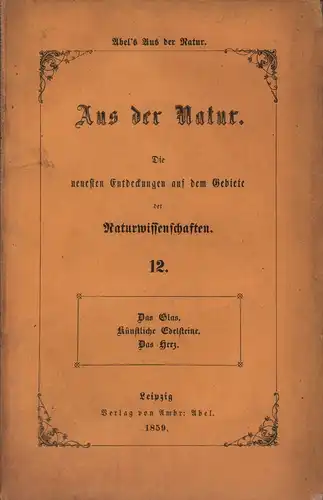 Abel's Aus der Natur.
Aus der Natur.
Die
neuesten Entdeckungen auf dem Gebiete
der
Naturwissenschaften.
12.
Das Glas.
Künstliche Edelsteine.
Das Herz.
Leipzig
Verlag von Ambr: Abel.
1859.